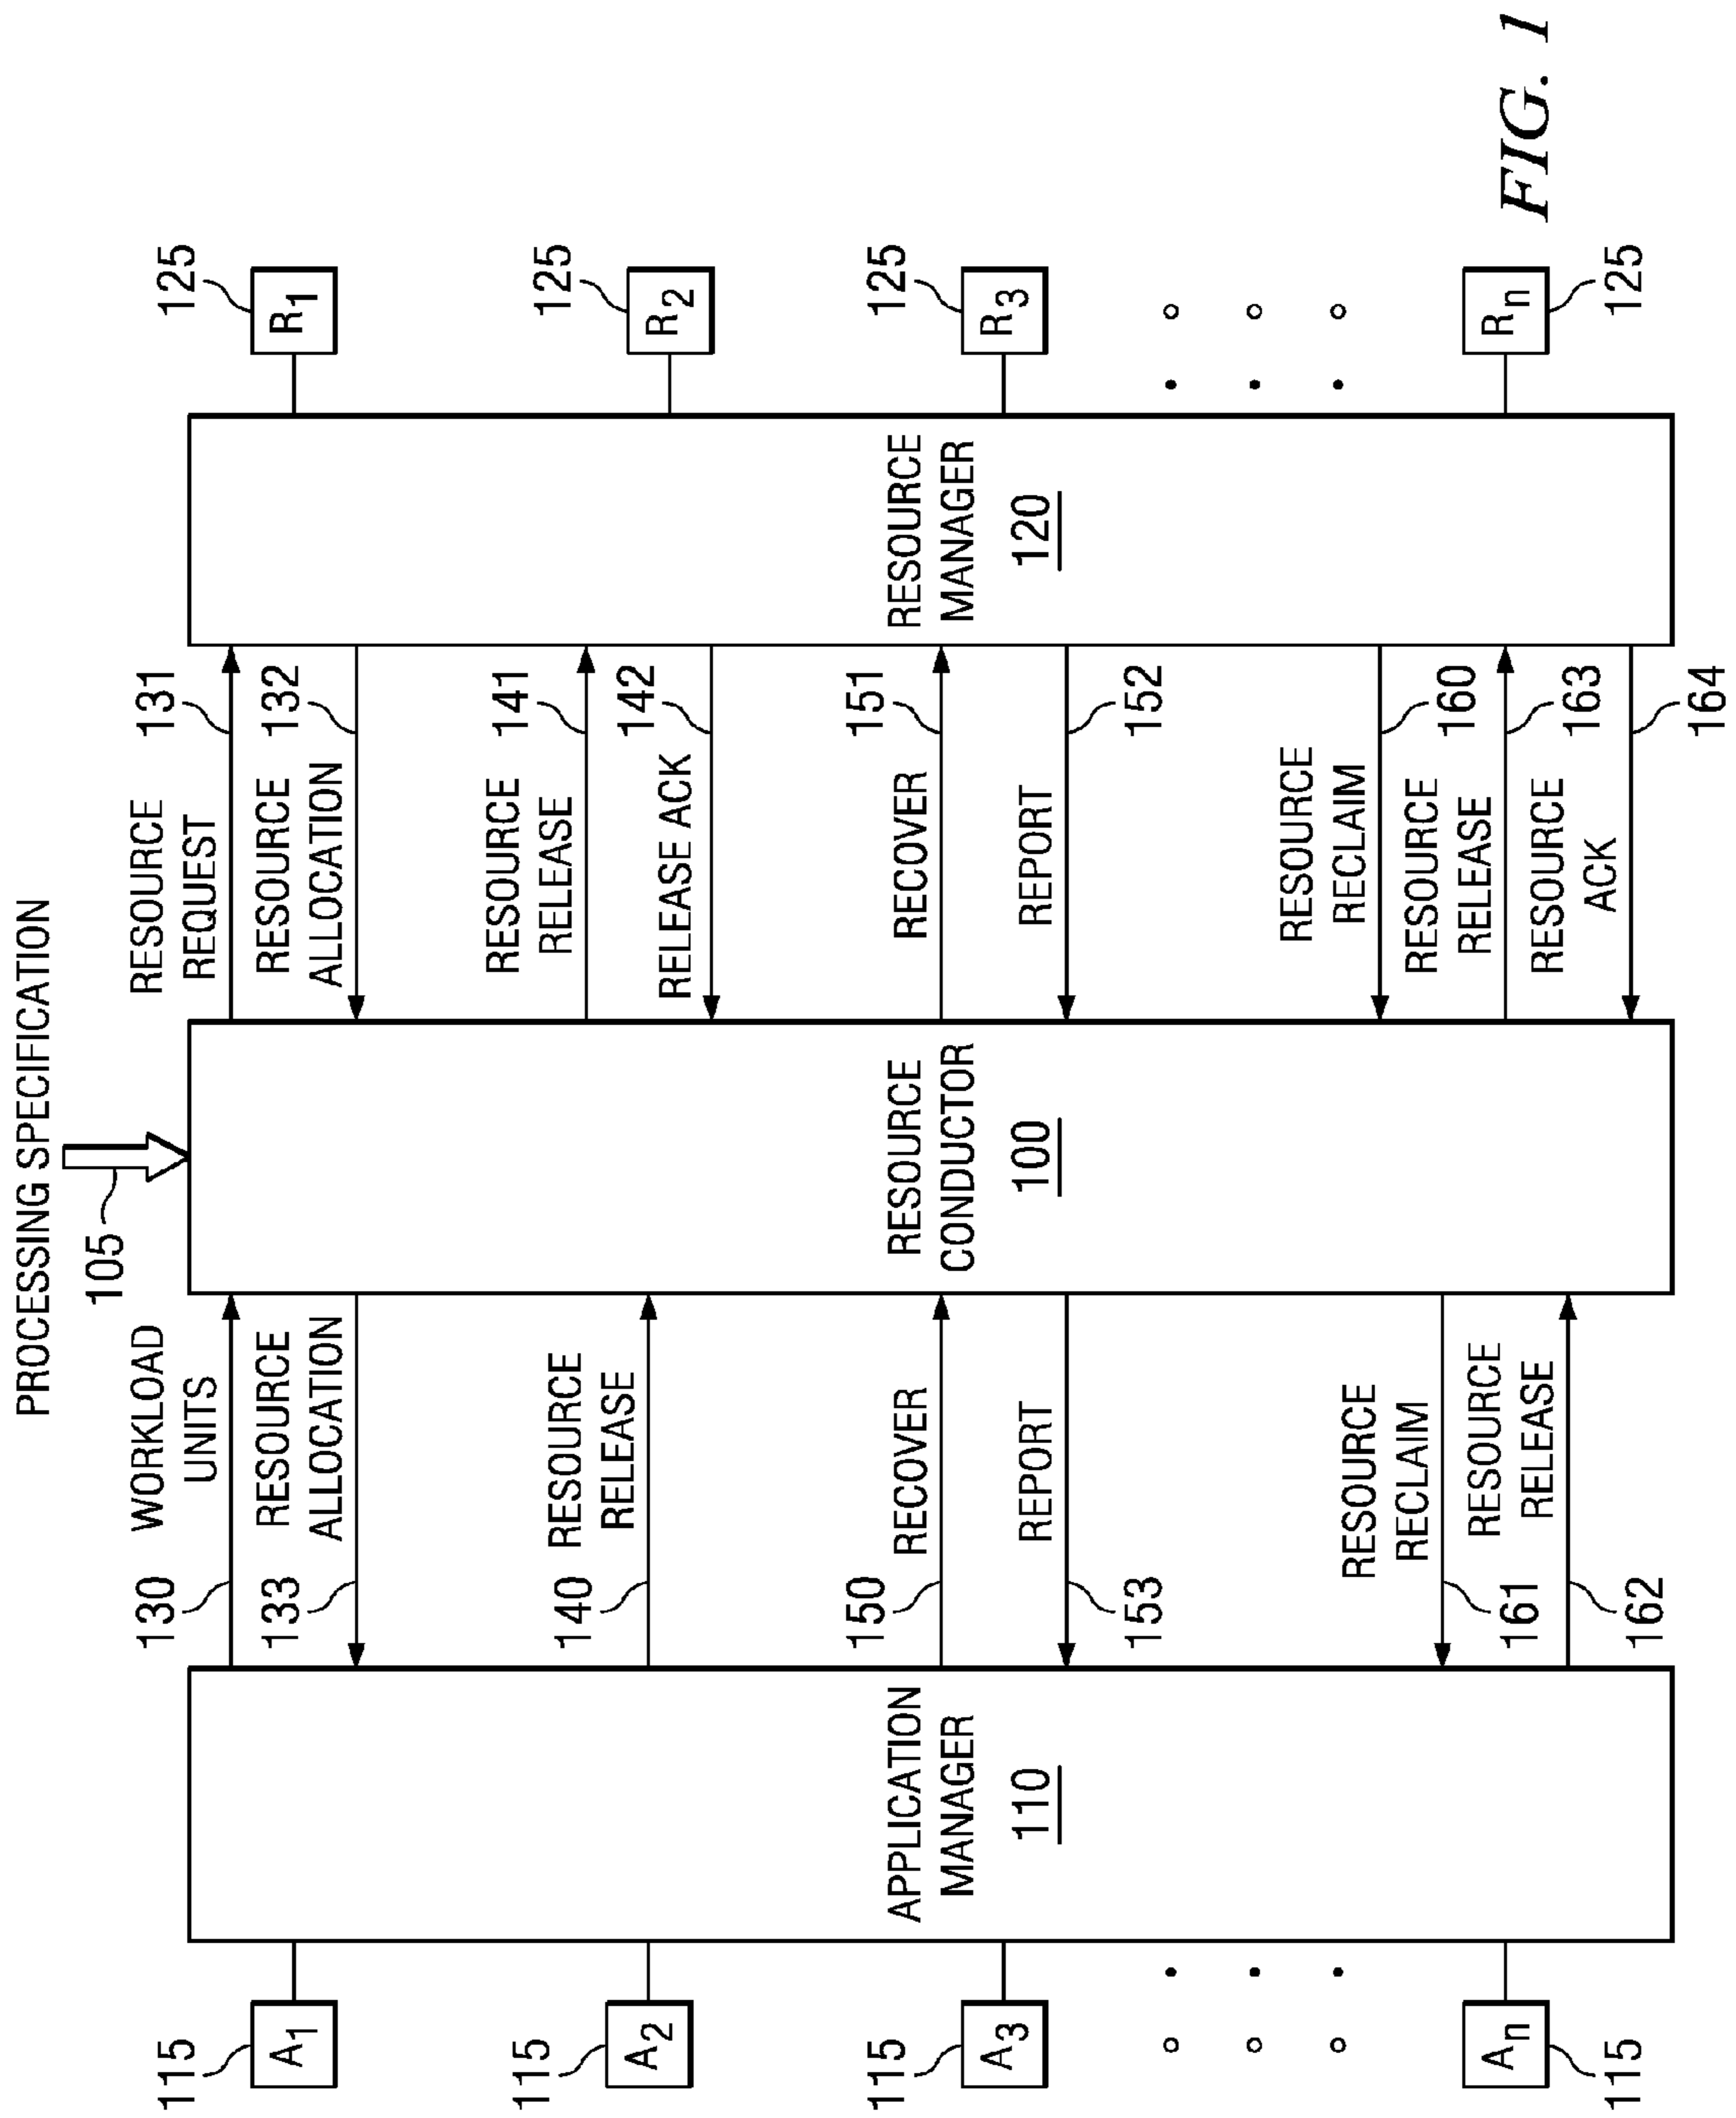 PROCESSING SPECIFICATION
105
115
A1
115
A2
115
A3
An
115
APPLICATION
MANAGER
110
130
WORKLOAD
UNITS
133
RESOURCE
ALLOCATION
140
RESOURCE
RELEASE
150
RECOVER
REPORT
153
RESOURCE
RECLAIM
161
RESOURCE
RELEASE
162
RESOURCE
CONDUCTOR
100
RESOURCE
REQUEST
131
RESOURCE
ALLOCATION
132
RESOURCE
RELEASE
141
RELEASE ACK
142
RECOVER
151
REPORT
152
RESOURCE
RECLAIM
160
RESOURCE
RELEASE
163
RESOURCE
ACK
164
RESOURCE
MANAGER
120
125
R1
125
R2
125
R3
Rn
125
FIG. 1